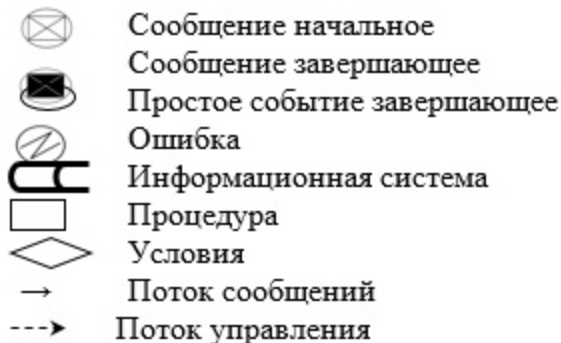 Сообщение начальное
Сообщение завершающее
Простое событие завершающее
Ошибка
Информационная система
Процедура
Условия
Поток сообщений
Поток управления